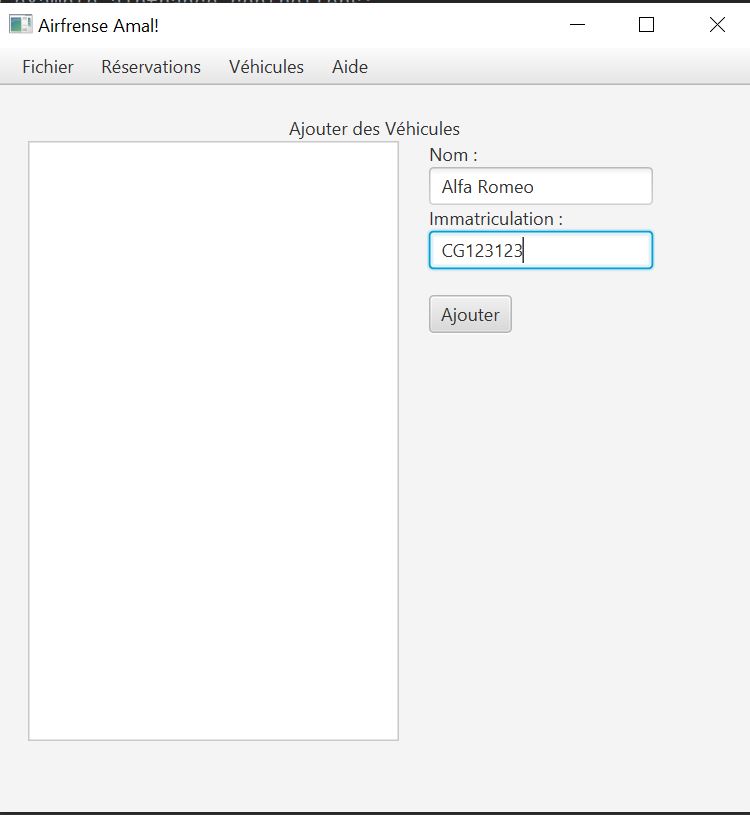 Airfrense Amal!
Fichier Réservations Véhicules Aide
Ajouter des Véhicules
Nom :
Alfa Romeo
Immatriculation :
CG123123
Ajouter